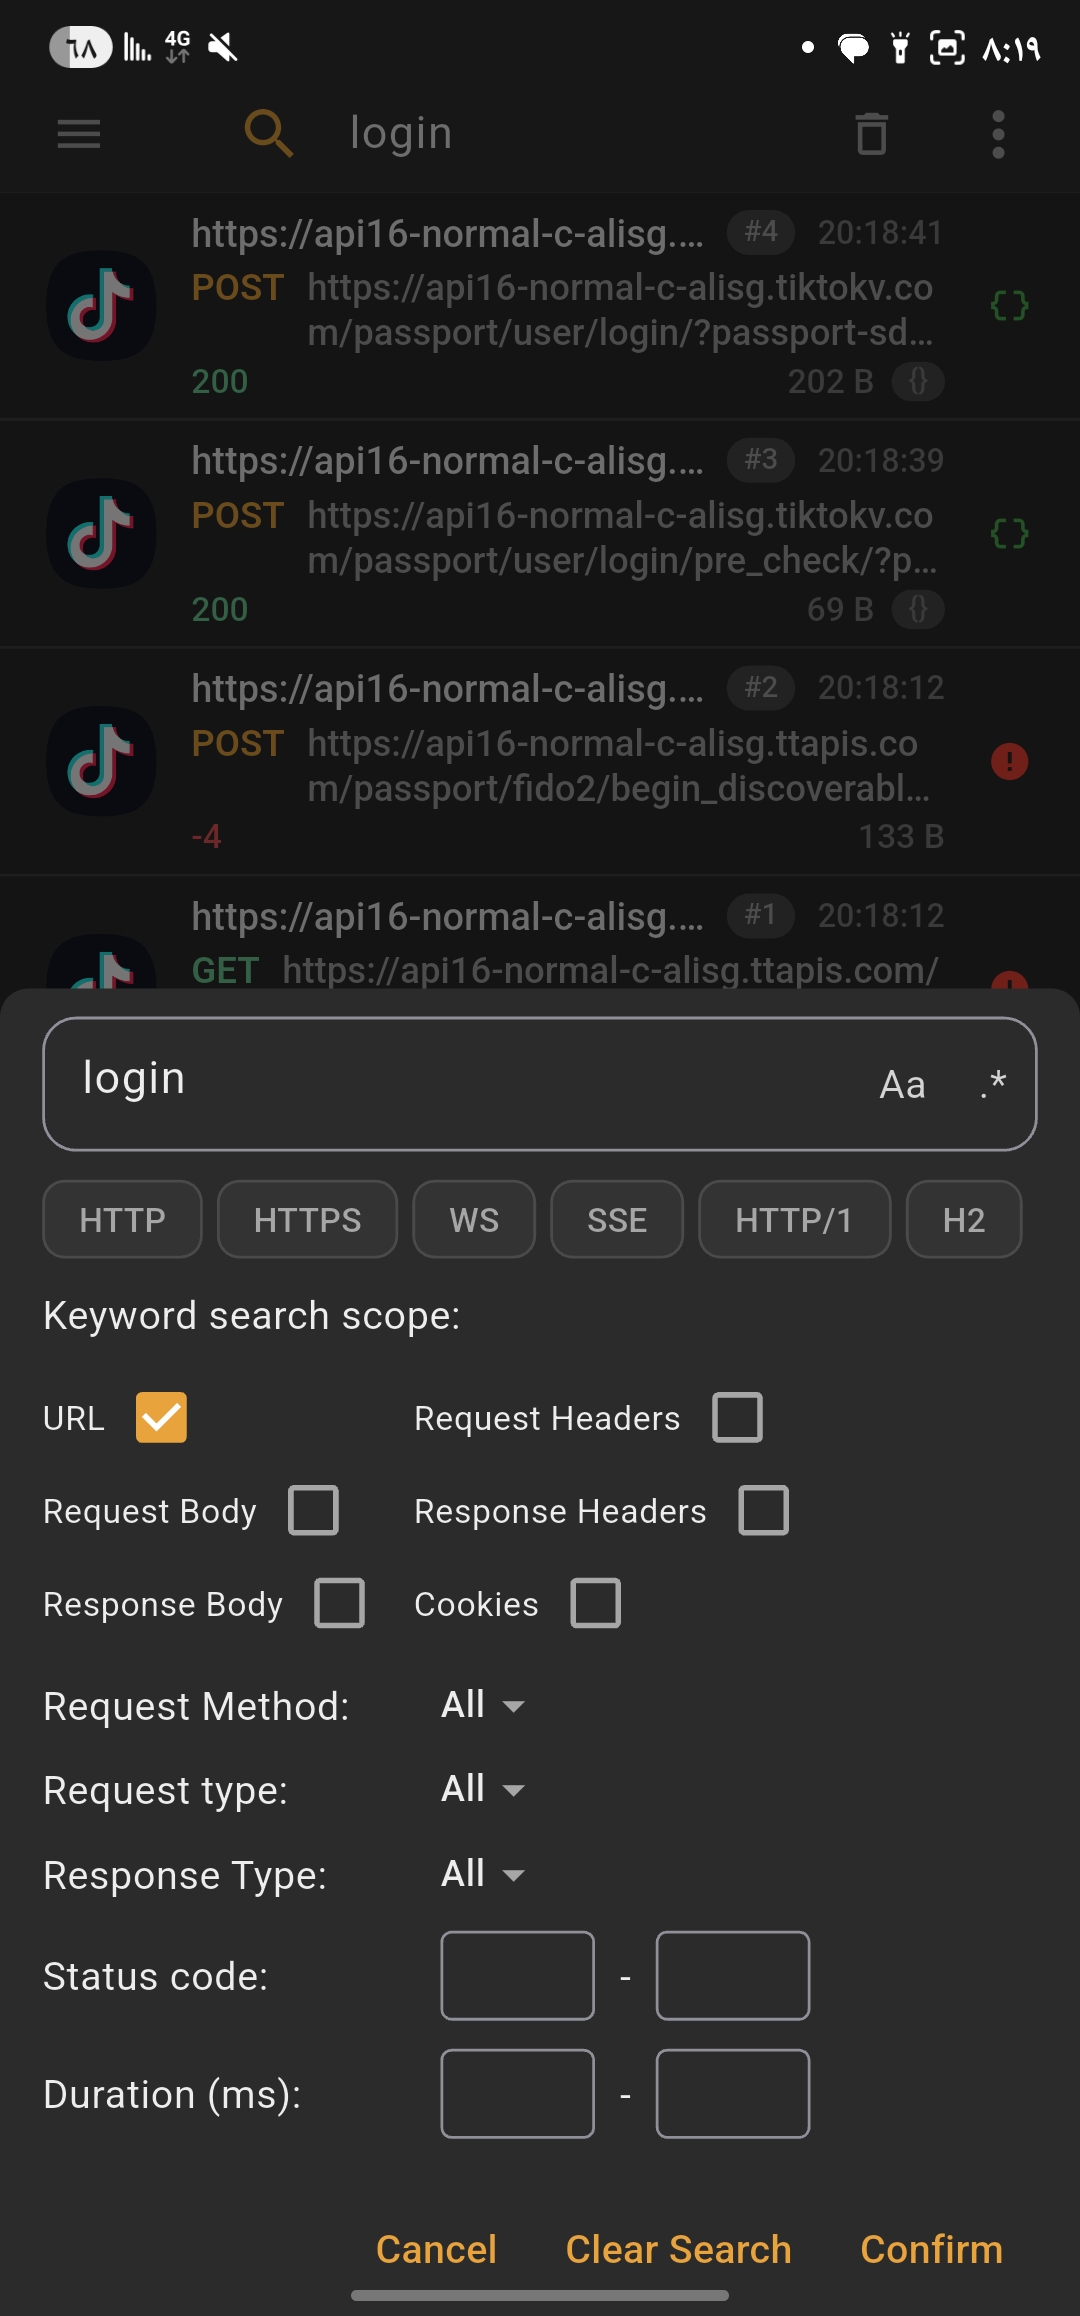 ٦٨ 4G ٨:١٩
login
https://api16-normal-c-alisg.… #4 20:18:41
POST https://api16-normal-c-alisg.tiktokv.co
m/passport/user/login/?passport-sd…
200 202 B {}
https://api16-normal-c-alisg.… #3 20:18:39
POST https://api16-normal-c-alisg.tiktokv.co
m/passport/user/login/pre_check/?p…
200 69 B {}
https://api16-normal-c-alisg.… #2 20:18:12
POST https://api16-normal-c-alisg.ttapis.co
m/passport/fido2/begin_discoverabl…
-4 133 B
https://api16-normal-c-alisg.… #1 20:18:12
GET https://api16-normal-c-alisg.ttapis.com/
login Aa .*
HTTP HTTPS WS SSE HTTP/1 H2
Keyword search scope:
URL Request Headers
Request Body Response Headers
Response Body Cookies
Request Method: All
Request type: All
Response Type: All
Status code: -
Duration (ms): -
Cancel Clear Search Confirm